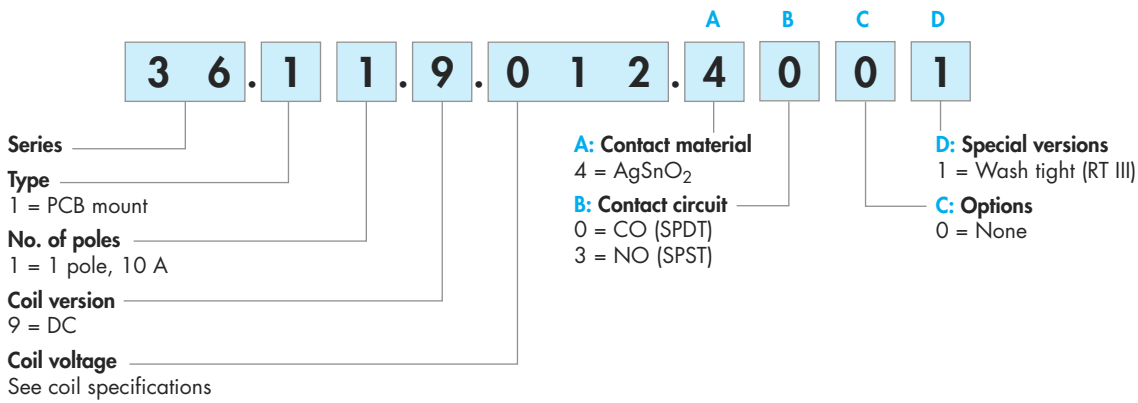 A B C D
3 6 . 1 1 . 9 . 0 1 2 . 4 0 0 1
Series
Type
1 = PCB mount
No. of poles
1 = 1 pole, 10 A
Coil version
9 = DC
Coil voltage
See coil specifications
A: Contact material
4 = AgSnO2
B: Contact circuit
0 = CO (SPDT)
3 = NO (SPST)
D: Special versions
1 = Wash tight (RT III)
C: Options
0 = None